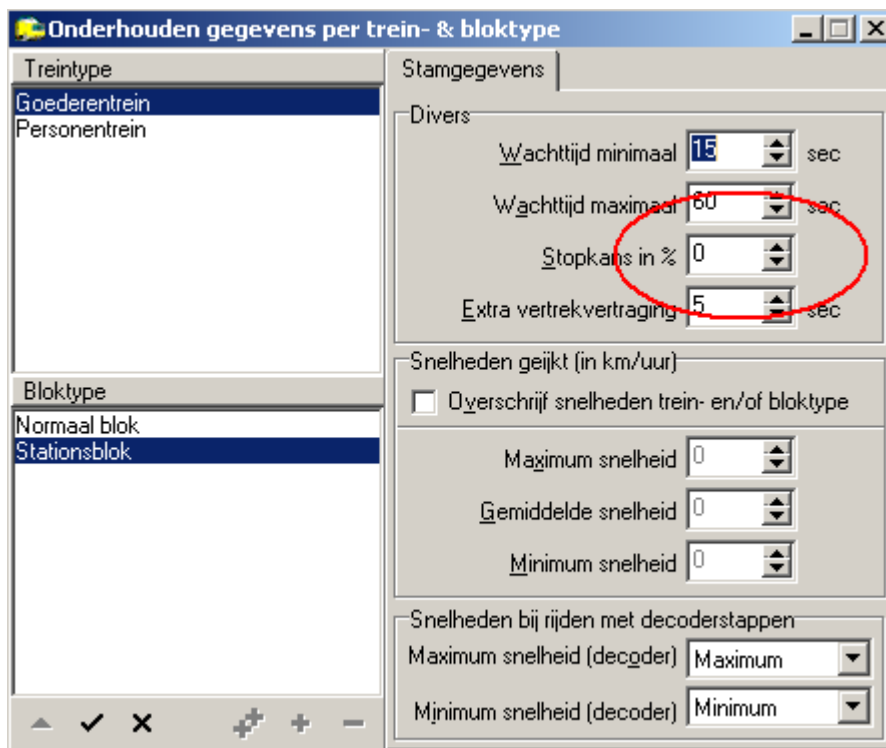 Onderhouden gegevens per trein- & bloktype
Treintype
Goederentrein
Personentrein
Bloktype
Normaal blok
Stationsblok
Stamgegevens
Divers
Wachttijd minimaal 15 sec
Wachttijd maximaal 60 sec
Stopkans in % 0
Extra vertrekvertraging 5 sec
Snelheden geijkt (in km/uur)
Overschrijf snelheden trein- en/of bloktype
Maximum snelheid 0
Gemiddelde snelheid 0
Minimum snelheid 0
Snelheden bij rijden met decoderstappen
Maximum snelheid (decoder) Maximum
Minimum snelheid (decoder) Minimum